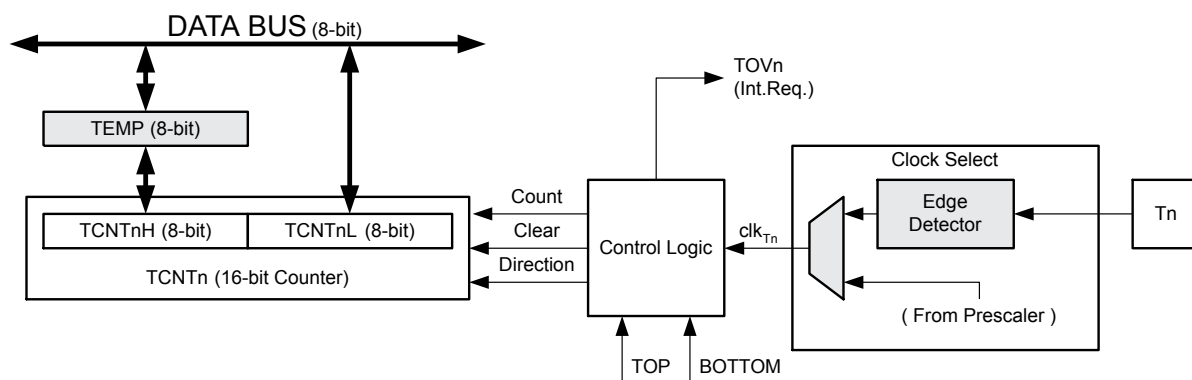 DATA BUS (8-bit)
TEMP (8-bit)
TCNTnH (8-bit) TCNTnL (8-bit)
TCNTn (16-bit Counter)
Count
Clear
Direction
Control Logic
TOVn
(Int.Req.)
TOP BOTTOM
clkTn
Clock Select
Edge
Detector
( From Prescaler )
Tn